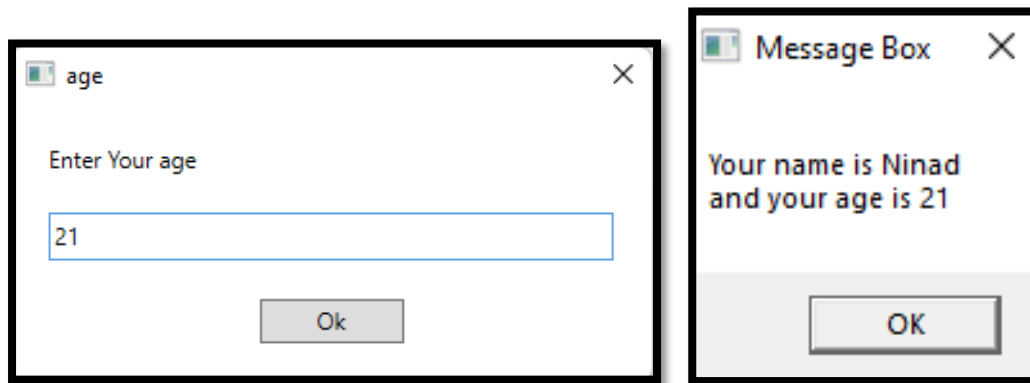 age
Enter Your age
21
Ok
Message Box
Your name is Ninad
and your age is 21
OK